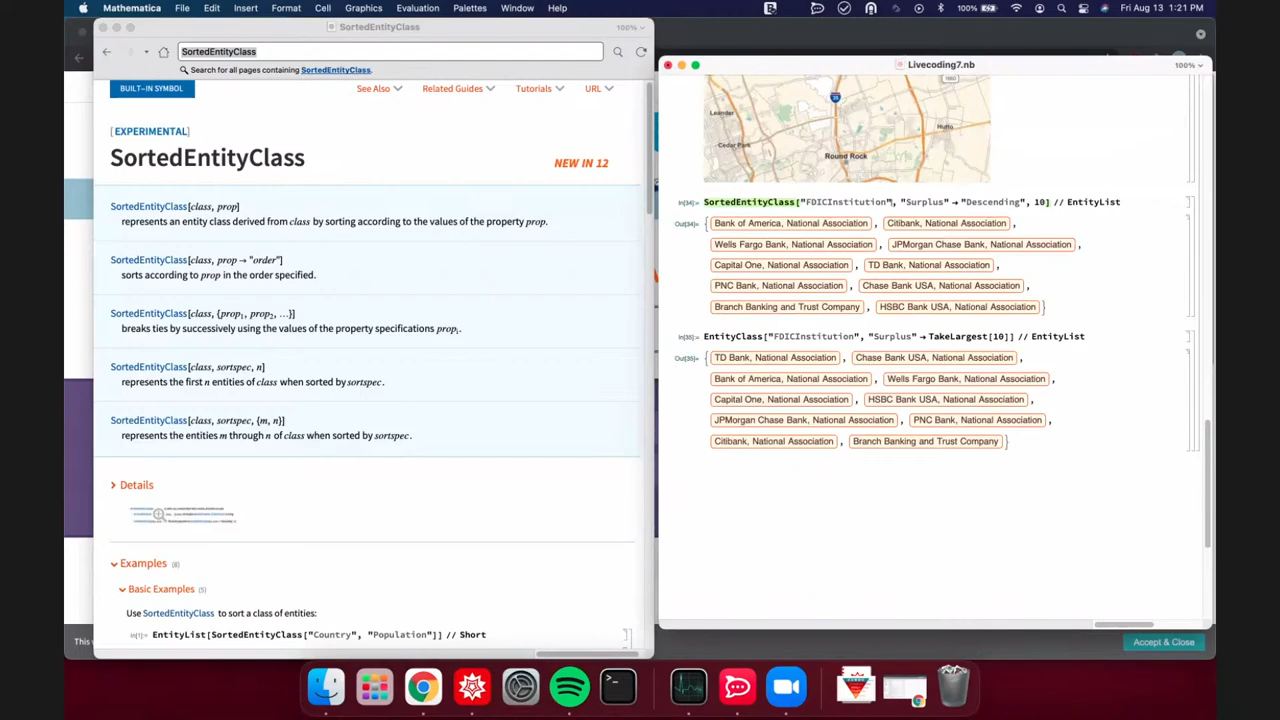 Mathematica File Edit Insert Format Cell Graphics Evaluation Palettes Window Help 100% Fri Aug 13 1:21 PM
SortedEntityClass 100%
SortedEntityClass
Search for all pages containing SortedEntityClass.
BUILT-IN SYMBOL See Also Related Guides Tutorials URL
[EXPERIMENTAL]
SortedEntityClass NEW IN 12
SortedEntityClass[class, prop]
represents an entity class derived from class by sorting according to the values of the property prop.
SortedEntityClass[class, prop → "order"]
sorts according to prop in the order specified.
SortedEntityClass[class, {prop1, prop2, …}]
breaks ties by successively using the values of the property specifications propi.
SortedEntityClass[class, sortspec, n]
represents the first n entities of class when sorted by sortspec.
SortedEntityClass[class, sortspec, {m, n}]
represents the entities m through n of class when sorted by sortspec.
Details
Examples (8)
Basic Examples (5)
Use SortedEntityClass to sort a class of entities:
In[1]:= EntityList[SortedEntityClass["Country", "Population"]] // Short
This
Livecoding7.nb 100%
Leander
Hutto
Cedar Park
Round Rock
In[34]:= SortedEntityClass["FDICInstitution", "Surplus" → "Descending", 10] // EntityList
Out[34]= { Bank of America, National Association , Citibank, National Association ,
Wells Fargo Bank, National Association , JPMorgan Chase Bank, National Association ,
Capital One, National Association , TD Bank, National Association ,
PNC Bank, National Association , Chase Bank USA, National Association ,
Branch Banking and Trust Company , HSBC Bank USA, National Association }
In[35]:= EntityClass["FDICInstitution", "Surplus" → TakeLargest[10]] // EntityList
Out[35]= { TD Bank, National Association , Chase Bank USA, National Association ,
Bank of America, National Association , Wells Fargo Bank, National Association ,
Capital One, National Association , HSBC Bank USA, National Association ,
JPMorgan Chase Bank, National Association , PNC Bank, National Association ,
Citibank, National Association , Branch Banking and Trust Company }
Accept & Close